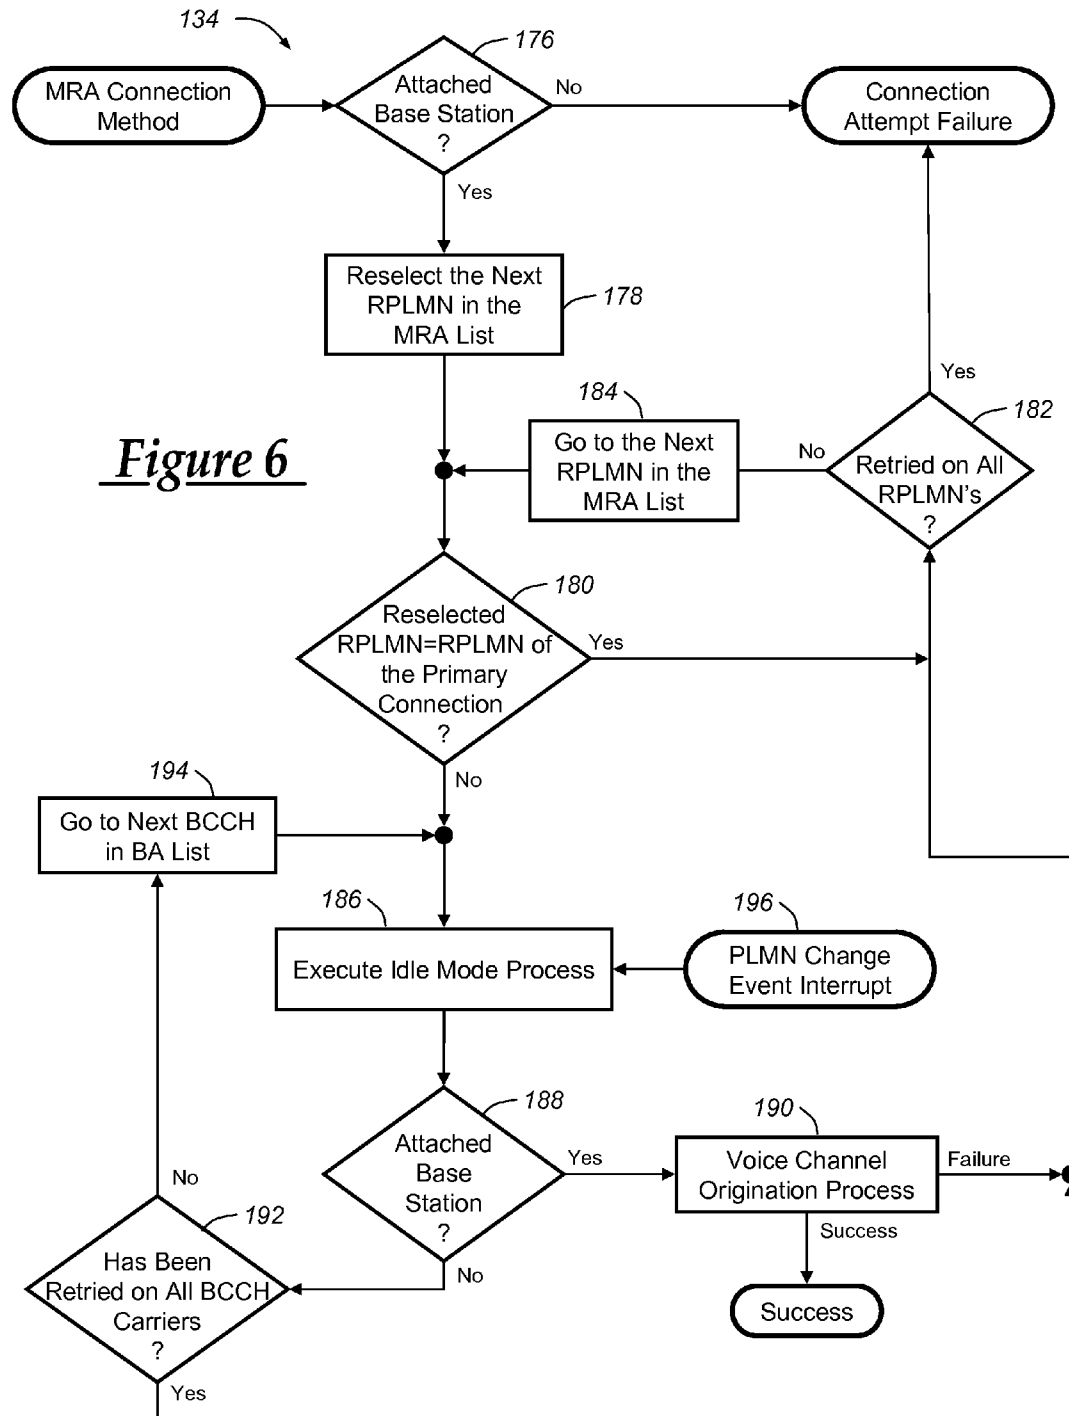 134
176
MRA Connection
Method
Attached
Base Station
?
No
Connection
Attempt Failure
Yes
Reselect the Next
RPLMN in the
MRA List
178
Yes
184
182
Figure 6
Go to the Next
RPLMN in the
MRA List
No
Retried on All
RPLMN's
?
180
Reselected
RPLMN=RPLMN of
the Primary
Connection
?
Yes
No
194
Go to Next BCCH
in BA List
186
196
Execute Idle Mode Process
PLMN Change
Event Interrupt
188
190
Attached
Base
Station
?
Yes
Voice Channel
Origination Process
Failure
No
192
Success
Has Been
Retried on All BCCH
Carriers
?
No
Success
Yes